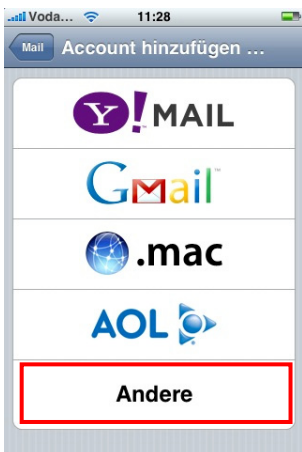 Voda... 11:28
Mail Account hinzufügen ...
Y! MAIL
Gmail
.mac
AOL
Andere